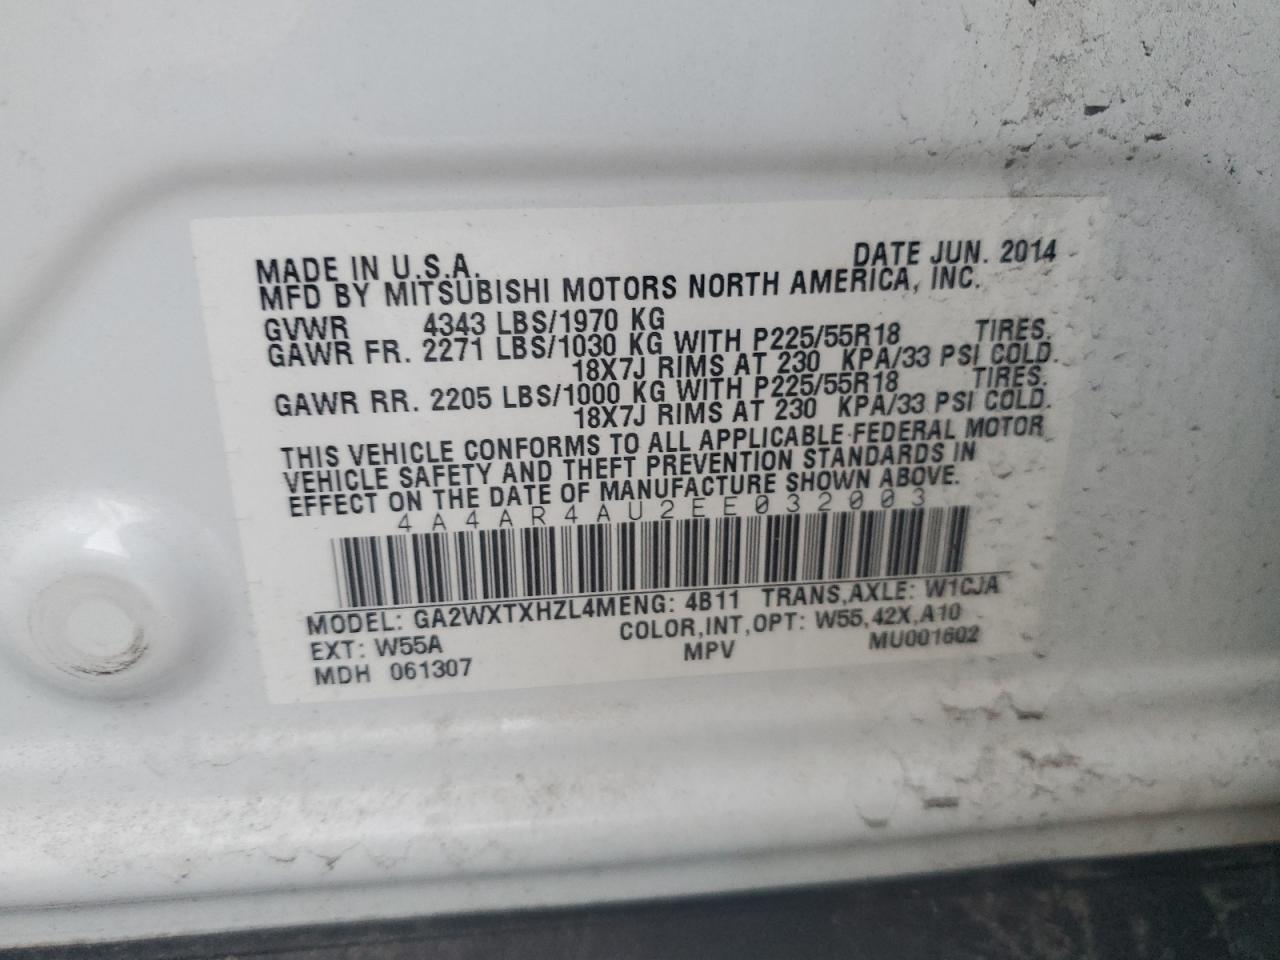 MADE IN U.S.A. DATE JUN. 2014
MFD BY MITSUBISHI MOTORS NORTH AMERICA, INC.
GVWR 4343 LBS/1970 KG
GAWR FR. 2271 LBS/1030 KG WITH P225/55R18 TIRES.
18X7J RIMS AT 230 KPA/33 PSI COLD.
GAWR RR. 2205 LBS/1000 KG WITH P225/55R18 TIRES.
18X7J RIMS AT 230 KPA/33 PSI COLD.
THIS VEHICLE CONFORMS TO ALL APPLICABLE FEDERAL MOTOR
VEHICLE SAFETY AND THEFT PREVENTION STANDARDS IN
EFFECT ON THE DATE OF MANUFACTURE SHOWN ABOVE.
4A4AR4AU2EE032003
MODEL: GA2WXTXHZL4MENG: 4B11 TRANS,AXLE: W1CJA
EXT: W55A COLOR,INT,OPT: W55,42X,A10
MDH 061307 MPV MU001602